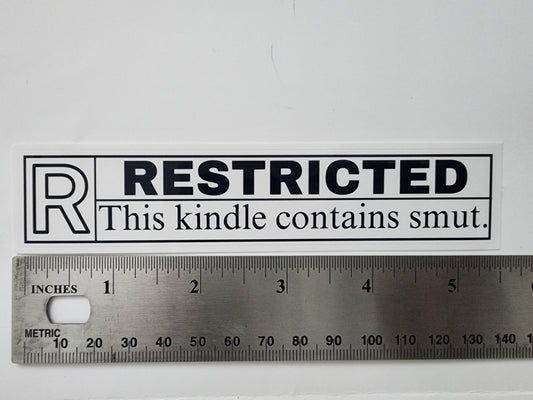 R RESTRICTED
This kindle contains smut.
INCHES 1 2 3 4 5
METRIC
10 20 30 40 50 60 70 80 90 100 110 120 130 140